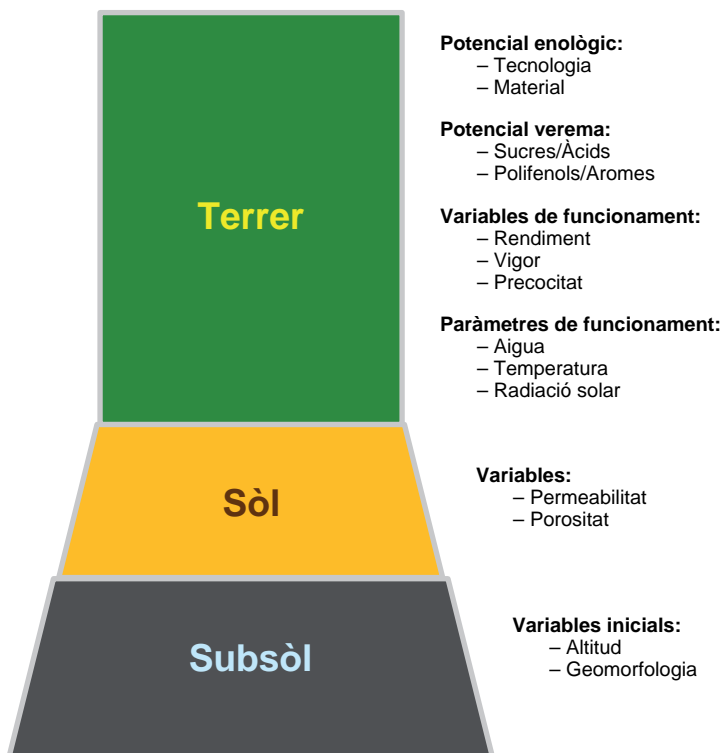 Potencial enològic:
– Tecnologia
– Material
Potencial verema:
– Sucres/Àcids
– Polifenols/Aromes
Terrer
Variables de funcionament:
– Rendiment
– Vigor
– Precocitat
Paràmetres de funcionament:
– Aigua
– Temperatura
– Radiació solar
Sòl
Variables:
– Permeabilitat
– Porositat
Subsòl
Variables inicials:
– Altitud
– Geomorfologia